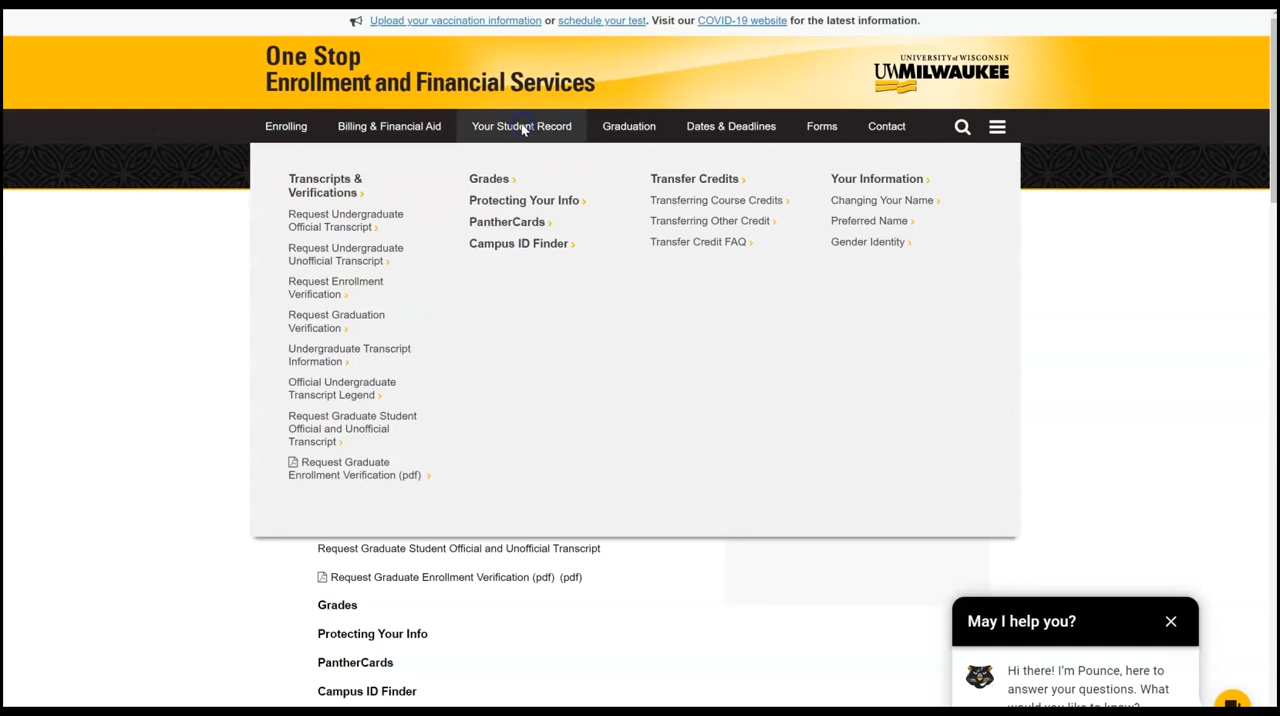 Upload your vaccination information or schedule your test. Visit our COVID-19 website for the latest information.
One Stop
Enrollment and Financial Services
UNIVERSITY of WISCONSIN
UWMILWAUKEE
Enrolling
Billing & Financial Aid
Your Student Record
Graduation
Dates & Deadlines
Forms
Contact
Transcripts &
Verifications
Request Undergraduate
Official Transcript
Request Undergraduate
Unofficial Transcript
Request Enrollment
Verification
Request Graduation
Verification
Undergraduate Transcript
Information
Official Undergraduate
Transcript Legend
Request Graduate Student
Official and Unofficial
Transcript
Request Graduate
Enrollment Verification (pdf)
Grades
Protecting Your Info
PantherCards
Campus ID Finder
Transfer Credits
Transferring Course Credits
Transferring Other Credit
Transfer Credit FAQ
Your Information
Changing Your Name
Preferred Name
Gender Identity
Request Graduate Student Official and Unofficial Transcript
Request Graduate Enrollment Verification (pdf) (pdf)
Grades
Protecting Your Info
PantherCards
Campus ID Finder
May I help you?
Hi there! I'm Pounce, here to
answer your questions. What
would you like to know?